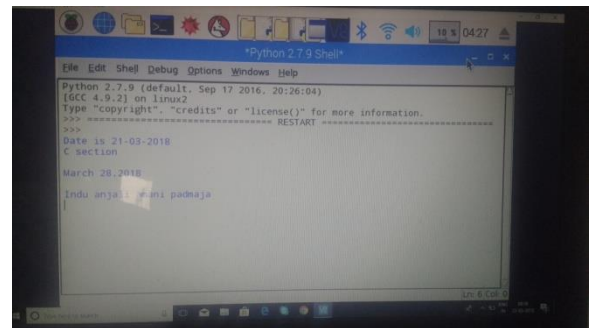 10 % 04:27
*Python 2.7.9 Shell*
File Edit Shell Debug Options Windows Help
Python 2.7.9 (default, Sep 17 2016, 20:26:04)
[GCC 4.9.2] on linux2
Type "copyright", "credits" or "license()" for more information.
>>> ================================ RESTART ================================
>>>
Date is 21-03-2018
C section
March 28,2018
Indu anjali padmaja
Ln: 6 Col: 0